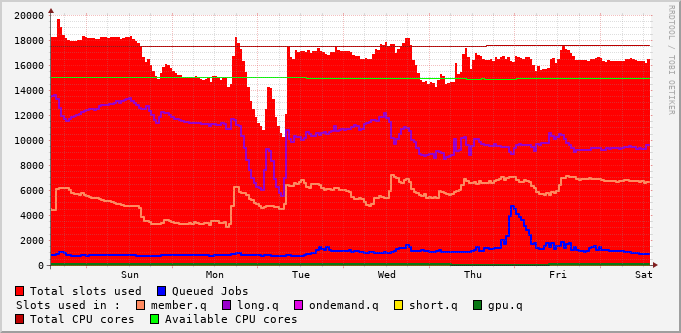 20000
18000
16000
14000
12000
10000
8000
6000
4000
2000
0
Sun Mon Tue Wed Thu Fri Sat
RRDTOOL / TOBI OETIKER
Total slots used Queued Jobs
Slots used in : member.q long.q ondemand.q short.q gpu.q
Total CPU cores Available CPU cores